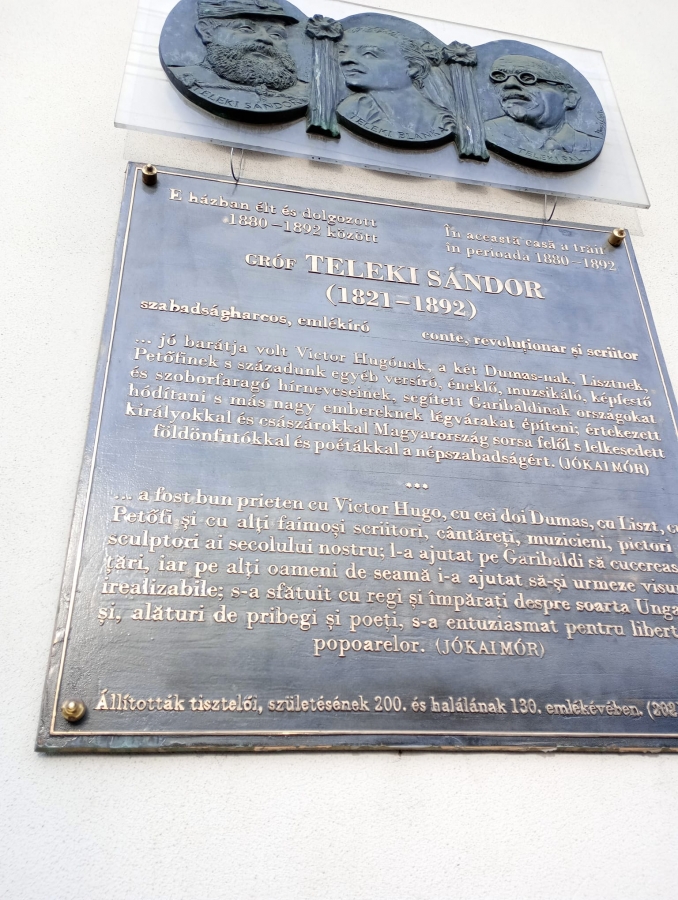 TELEKI SÁNDOR
TELEKI BLANKA
E házban élt és dolgozott
1880–1892 között
În această casă a trăit
în perioada 1880–1892
GRÓF TELEKI SÁNDOR
(1821–1892)
szabadságharcos, emlékíró
conte, revoluționar și scriitor
... jó barátja volt Victor Hugónak, a két Dumas-nak, Lisztnek,
Petőfinek s századunk egyéb versíró, éneklő, muzsikáló, képfestő
és szoborfaragó hírneveseinek, segített Garibaldinak országokat
hódítani s más nagy embereknek légvárakat építeni; értekezett
királyokkal és császárokkal Magyarország sorsa felől s lelkesedett
földönfutókkal és poétákkal a népszabadságért. (JÓKAI MÓR)
...
... a fost bun prieten cu Victor Hugo, cu cei doi Dumas, cu Liszt,
Petőfi și cu alți faimoși scriitori, cântăreți, muzicieni, pictori
sculptori ai secolului nostru; l-a ajutat pe Garibaldi să cucerea
țări, iar pe alți oameni de seamă i-a ajutat să-și urmeze visu
irealizabile; s-a sfătuit cu regi și împărați despre soarta Unga
și, alături de pribegi și poeți, s-a entuziasmat pentru libert
popoarelor. (JÓKAI MÓR)
Állították tisztelői, születésének 200. és halálának 130. emlékévében. (202